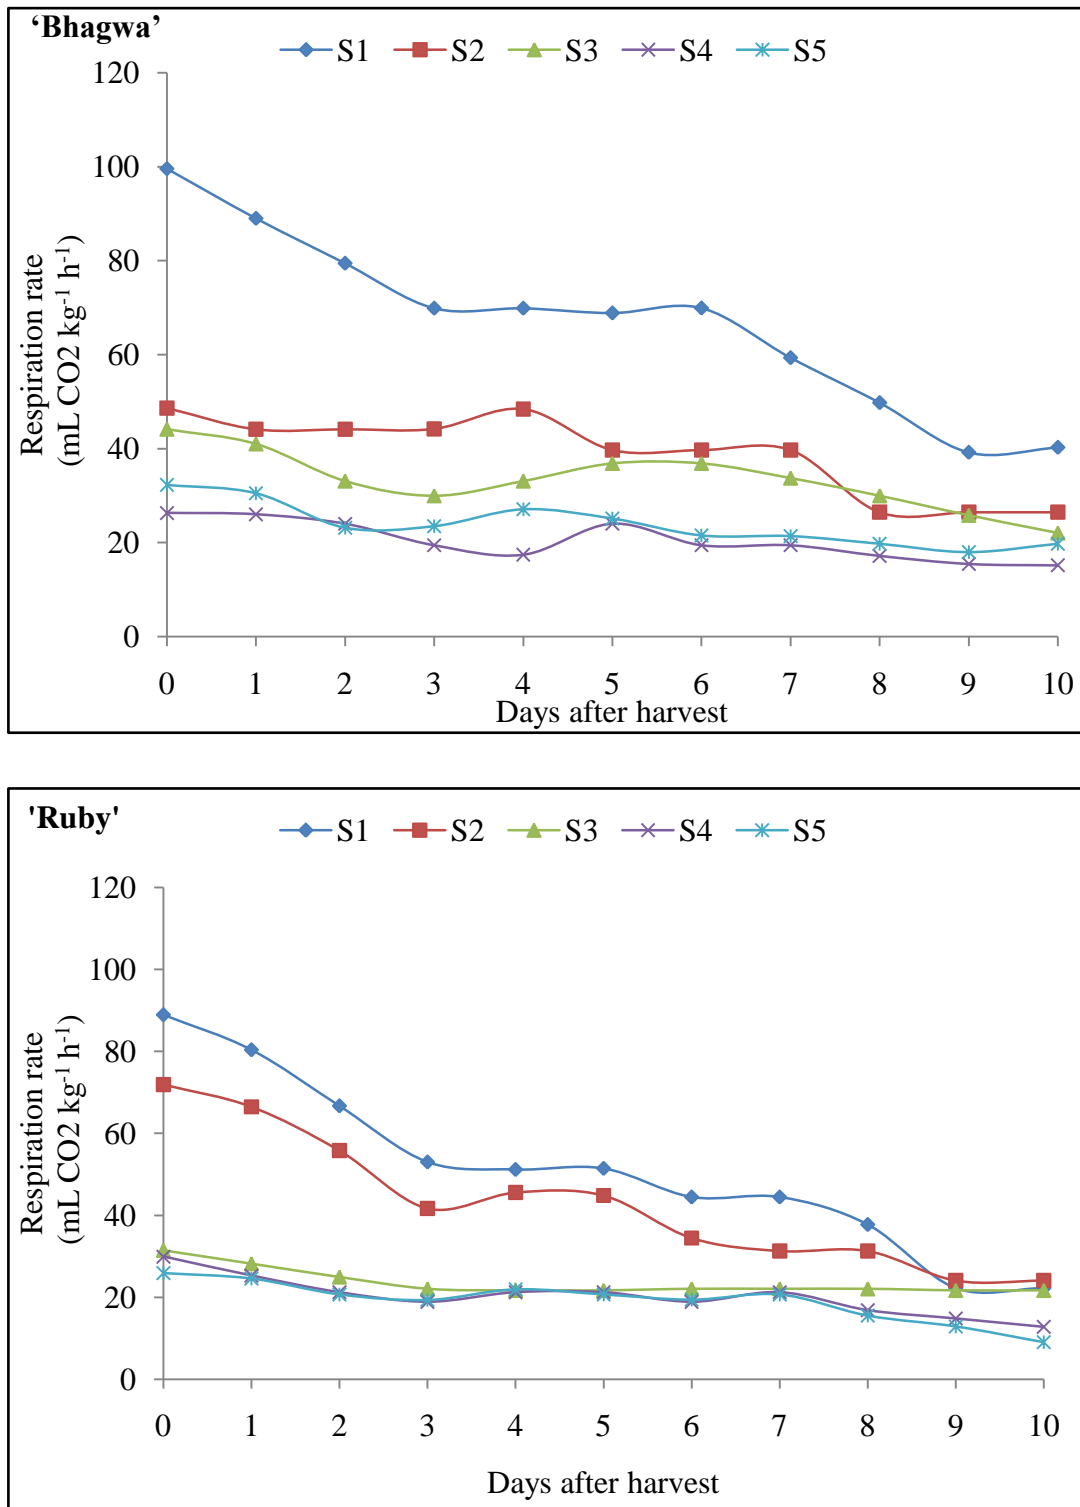 ‘Bhagwa’
S1 S2 S3 S4 S5
120
100
80
60
40
20
0
Respiration rate
(mL CO2 kg-1 h-1)
0 1 2 3 4 5 6 7 8 9 10
Days after harvest
'Ruby'
S1 S2 S3 S4 S5
120
100
80
60
40
20
0
Respiration rate
(mL CO2 kg-1 h-1)
0 1 2 3 4 5 6 7 8 9 10
Days after harvest